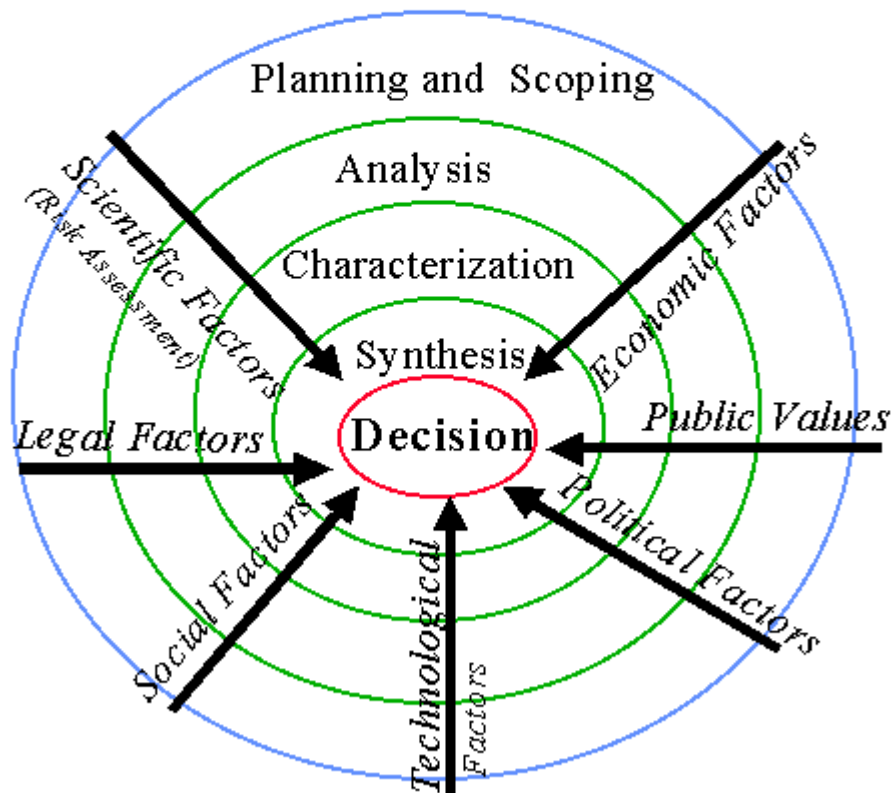 Planning and Scoping
Analysis
Characterization
Synthesis
Decision
Scientific Factors
(Risk Assessment)
Economic Factors
Legal Factors
Public Values
Social Factors
Technological
Factors
Political Factors